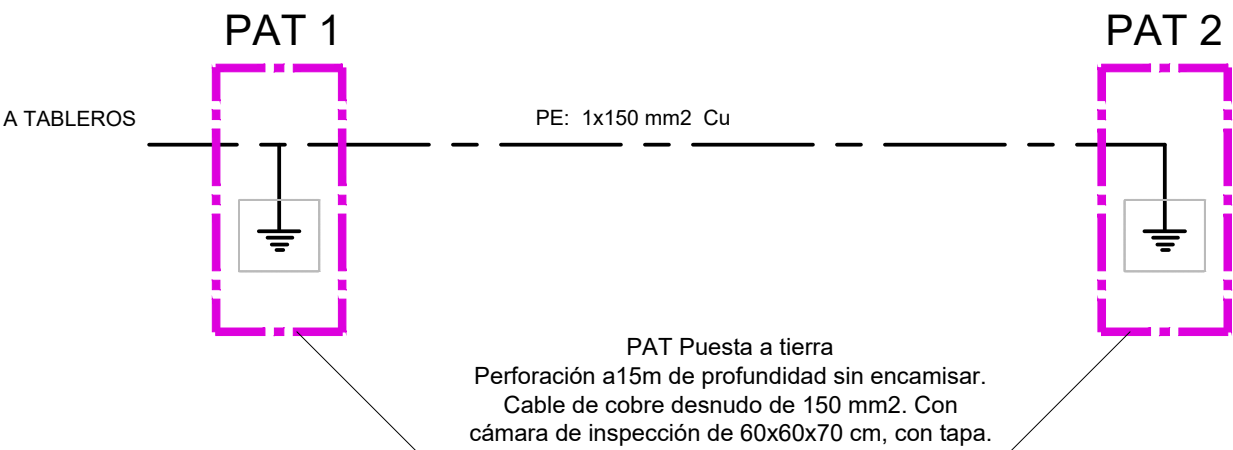 PAT 1
PAT 2
A TABLEROS
PE: 1x150 mm2 Cu
PAT Puesta a tierra
Perforación a15m de profundidad sin encamisar.
Cable de cobre desnudo de 150 mm2. Con
cámara de inspección de 60x60x70 cm, con tapa.